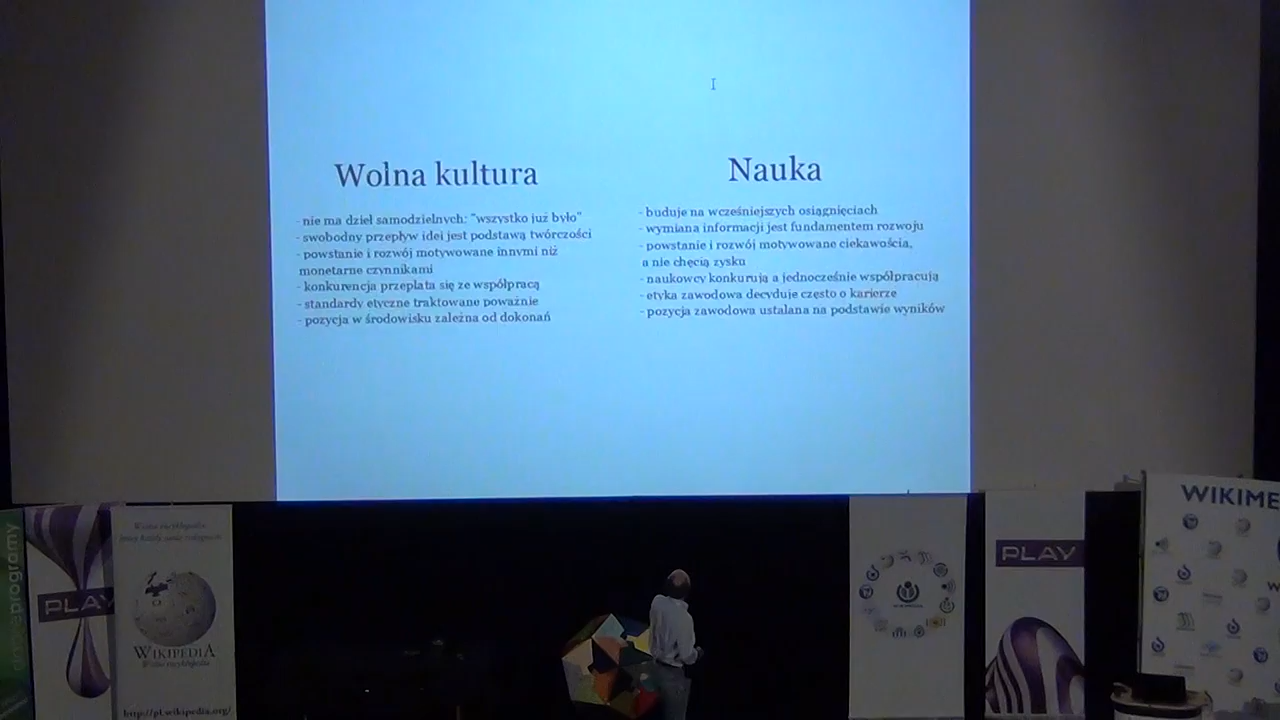 Wolna kultura
- nie ma dzieł samodzielnych: "wszystko już było"
- swobodny przepływ idei jest podstawą twórczości
- powstanie i rozwój motywowane innymi niż
monetarne czynnikami
- konkurencja przeplata się ze współpracą
- standardy etyczne traktowane poważnie
- pozycja w środowisku zależna od dokonań
Nauka
- buduje na wcześniejszych osiągnięciach
- wymiana informacji jest fundamentem rozwoju
- powstanie i rozwój motywowane ciekawością,
a nie chęcią zysku
- naukowcy konkurują a jednocześnie współpracują
- etyka zawodowa decyduje często o karierze
- pozycja zawodowa ustalana na podstawie wyników
programy
PLAY
WIKIPEDIA
Wolna encyklopedia
http://pl.wikipedia.org/
PLAY
WIKIME